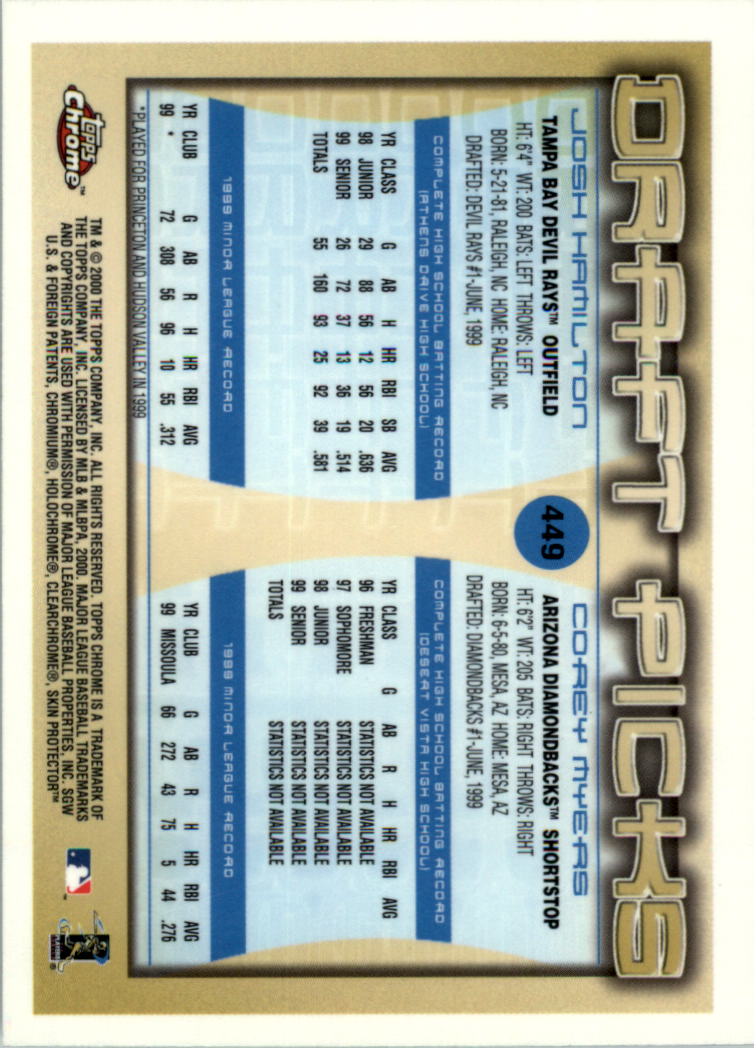 DRAFT PICKS
JOSH HAMILTON
TAMPA BAY DEVIL RAYS™ OUTFIELD
HT: 6'4" WT: 200 BATS: LEFT THROWS: LEFT
BORN: 5-21-81, RALEIGH, NC HOME: RALEIGH, NC
DRAFTED: DEVIL RAYS #1-JUNE, 1999
COMPLETE HIGH SCHOOL BATTING RECORD
(ATHENS DRIVE HIGH SCHOOL)
YR CLASS G AB H HR RBI SB AVG
98 JUNIOR 29 88 56 12 56 20 .636
99 SENIOR 26 72 37 13 36 19 .514
TOTALS 55 160 93 25 92 39 .581
1999 MINOR LEAGUE RECORD
YR CLUB G AB R H HR RBI AVG
99 * 72 308 56 96 10 55 .312
*PLAYED FOR PRINCETON AND HUDSON VALLEY IN 1999
449
COREY MYERS
ARIZONA DIAMONDBACKS™ SHORTSTOP
HT: 6'2" WT: 205 BATS: RIGHT THROWS: RIGHT
BORN: 6-5-80, MESA, AZ HOME: MESA, AZ
DRAFTED: DIAMONDBACKS #1-JUNE, 1999
COMPLETE HIGH SCHOOL BATTING RECORD
(DESERT VISTA HIGH SCHOOL)
YR CLASS G AB R H HR RBI AVG
96 FRESHMAN STATISTICS NOT AVAILABLE
97 SOPHOMORE STATISTICS NOT AVAILABLE
98 JUNIOR STATISTICS NOT AVAILABLE
99 SENIOR STATISTICS NOT AVAILABLE
TOTALS STATISTICS NOT AVAILABLE
1999 MINOR LEAGUE RECORD
YR CLUB G AB R H HR RBI AVG
99 MISSOULA 66 272 43 75 5 44 .276
Topps Chrome™
TM & © 2000 THE TOPPS COMPANY, INC. ALL RIGHTS RESERVED. TOPPS CHROME IS A TRADEMARK OF
THE TOPPS COMPANY, INC. LICENSED BY MLB & MLBPA, 2000. MAJOR LEAGUE BASEBALL TRADEMARKS
AND COPYRIGHTS ARE USED WITH PERMISSION OF MAJOR LEAGUE BASEBALL PROPERTIES, INC. SGW
U.S. & FOREIGN PATENTS, CHROMIUM®, HOLOCHROME®, CLEARCHROME®, SKIN PROTECTOR™